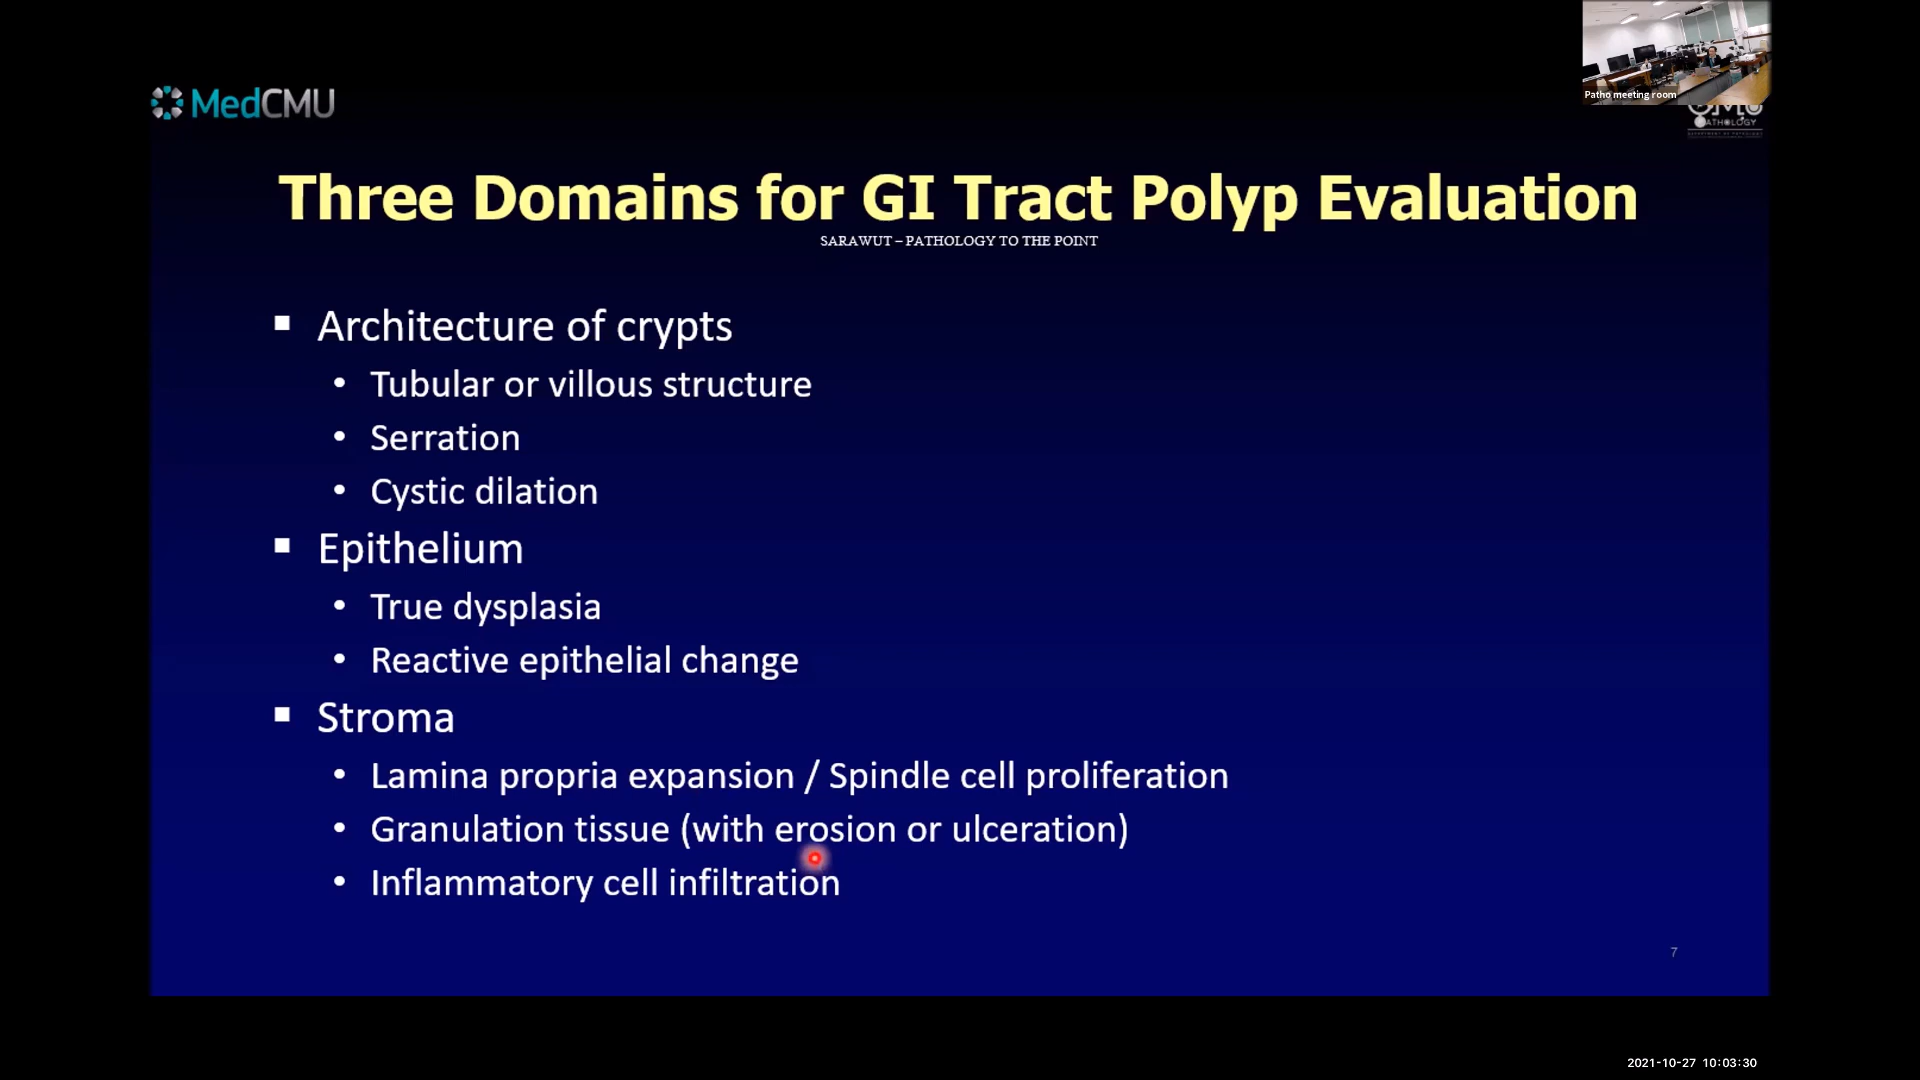 Patho meeting room
MedCMU
PATHOLOGY
Three Domains for GI Tract Polyp Evaluation
SARAWUT – PATHOLOGY TO THE POINT
▪ Architecture of crypts
• Tubular or villous structure
• Serration
• Cystic dilation
▪ Epithelium
• True dysplasia
• Reactive epithelial change
▪ Stroma
• Lamina propria expansion / Spindle cell proliferation
• Granulation tissue (with erosion or ulceration)
• Inflammatory cell infiltration
7
2021-10-27 10:03:30